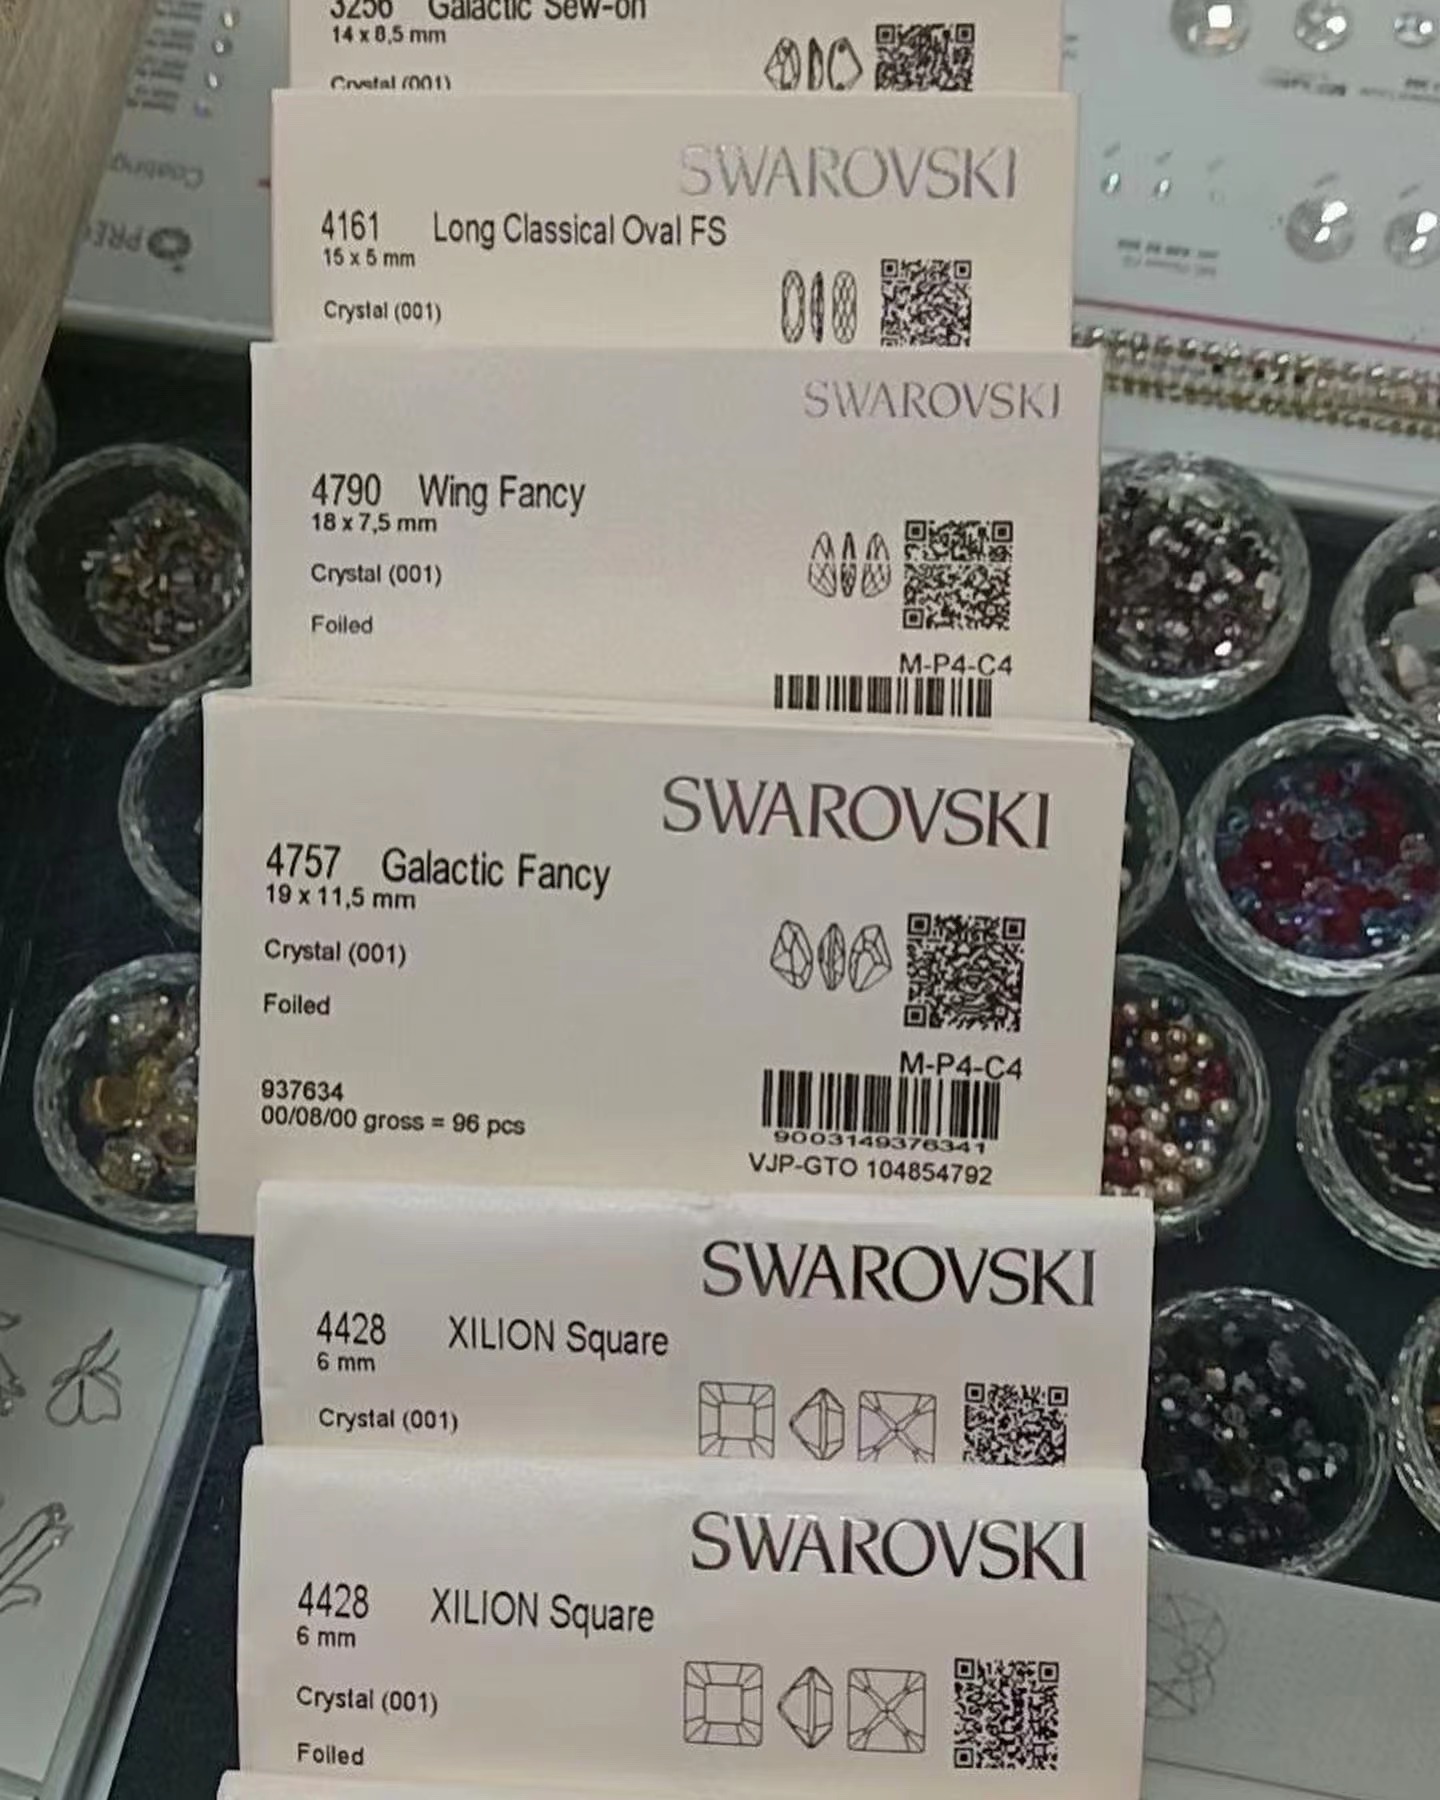 3256 Galactic Sew-on
14 x 8,5 mm
Crystal (001)
SWAROVSKI
4161 Long Classical Oval FS
15 x 5 mm
Crystal (001)
SWAROVSKI
4790 Wing Fancy
18 x 7,5 mm
Crystal (001)
Foiled
M-P4-C4
SWAROVSKI
4757 Galactic Fancy
19 x 11,5 mm
Crystal (001)
Foiled
M-P4-C4
937634
00/08/00 gross = 96 pcs
9003149376341
VJP-GTO 104854792
SWAROVSKI
4428 XILION Square
6 mm
Crystal (001)
SWAROVSKI
4428 XILION Square
6 mm
Crystal (001)
Foiled
Coating